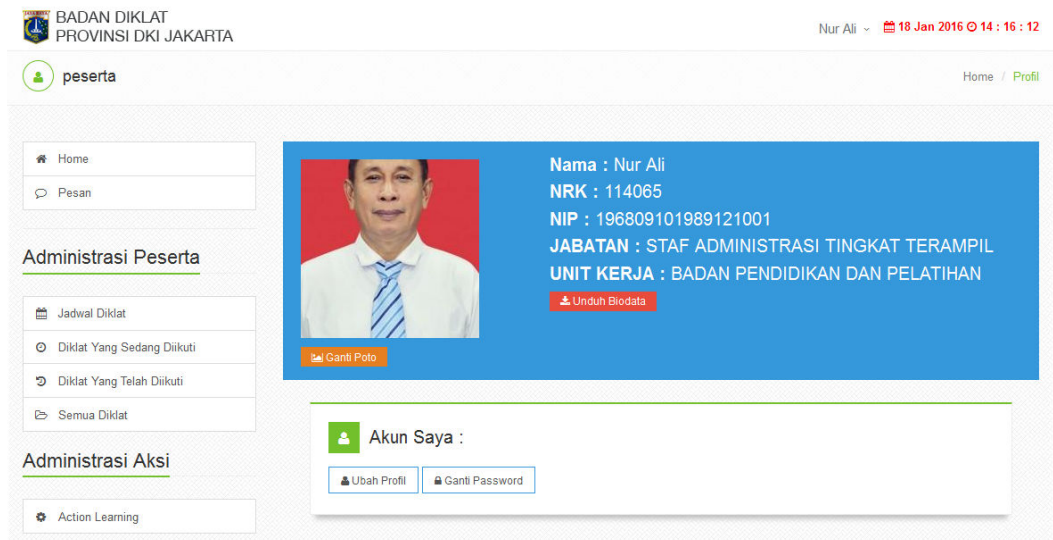 BADAN DIKLAT
PROVINSI DKI JAKARTA
Nur Ali
18 Jan 2016 14 : 16 : 12
peserta
Home / Profil
Home
Pesan
Administrasi Peserta
Jadwal Diklat
Diklat Yang Sedang Diikuti
Diklat Yang Telah Diikuti
Semua Diklat
Administrasi Aksi
Action Learning
Nama : Nur Ali
NRK : 114065
NIP : 196809101989121001
JABATAN : STAF ADMINISTRASI TINGKAT TERAMPIL
UNIT KERJA : BADAN PENDIDIKAN DAN PELATIHAN
Unduh Biodata
Ganti Poto
Akun Saya :
Ubah Profil
Ganti Password